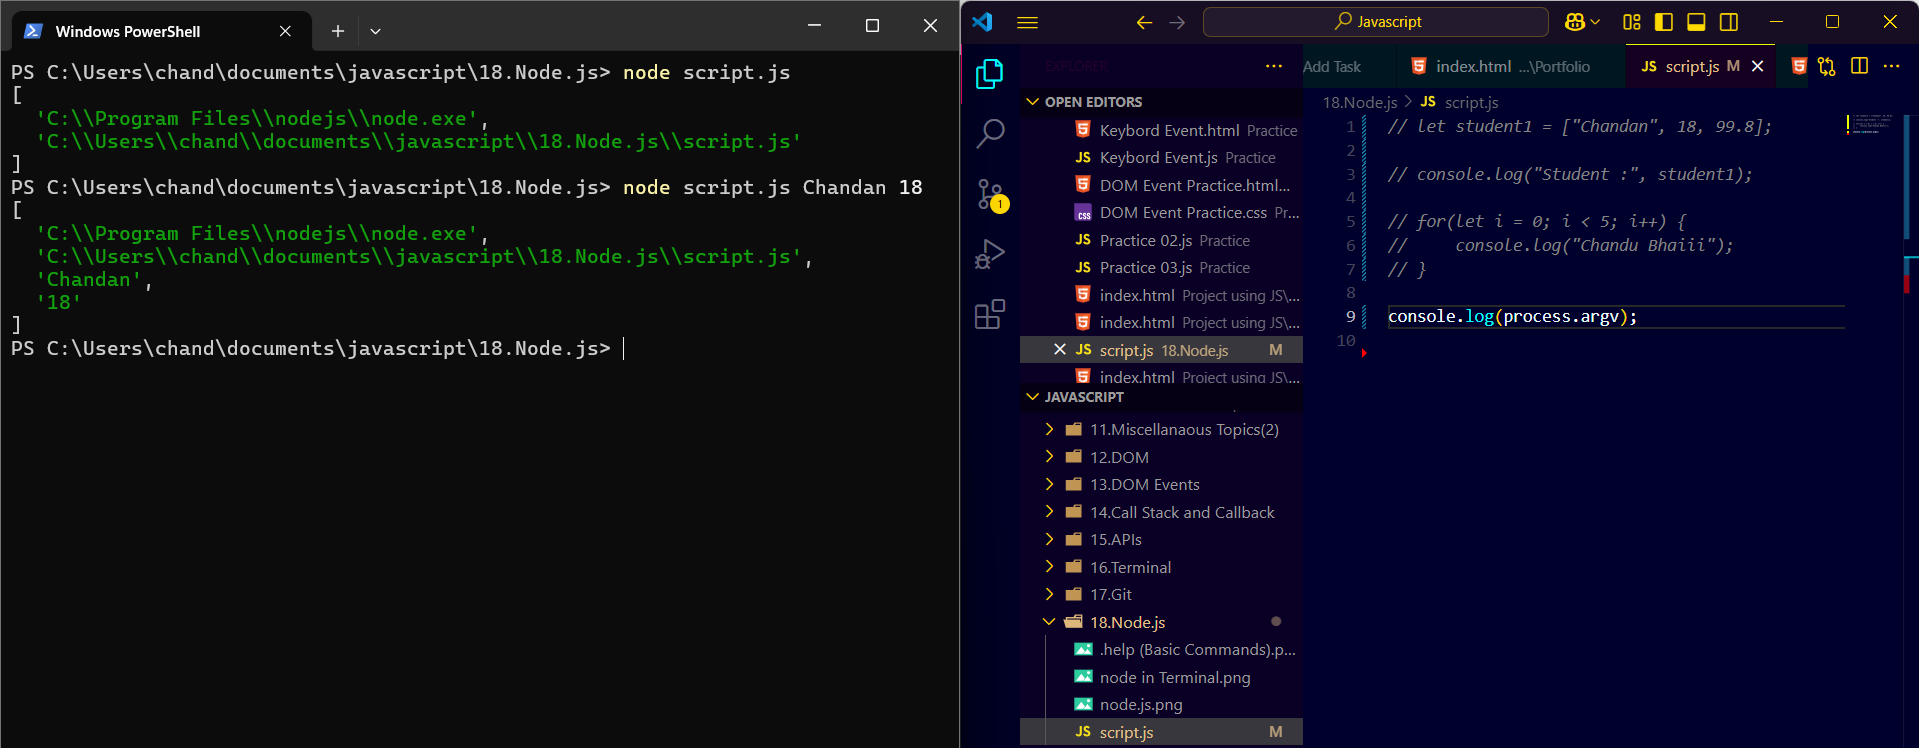 Windows PowerShell
PS C:\Users\chand\documents\javascript\18.Node.js> node script.js
[
'C:\\Program Files\\nodejs\\node.exe',
'C:\\Users\\chand\\documents\\javascript\\18.Node.js\\script.js'
]
PS C:\Users\chand\documents\javascript\18.Node.js> node script.js Chandan 18
[
'C:\\Program Files\\nodejs\\node.exe',
'C:\\Users\\chand\\documents\\javascript\\18.Node.js\\script.js',
'Chandan',
'18'
]
PS C:\Users\chand\documents\javascript\18.Node.js>
Javascript
EXPLORER
1
OPEN EDITORS
Keybord Event.html Practice
JS Keybord Event.js Practice
DOM Event Practice.html...
css DOM Event Practice.css Pr...
JS Practice 02.js Practice
JS Practice 03.js Practice
index.html Project using JS\...
index.html Project using JS\...
JS script.js 18.Node.js M
index.html Project using JS\...
JAVASCRIPT
11.Miscellanaous Topics(2)
12.DOM
13.DOM Events
14.Call Stack and Callback
15.APIs
16.Terminal
17.Git
18.Node.js
.help (Basic Commands).p...
node in Terminal.png
node.js.png
JS script.js M
Add Task
index.html ...\Portfolio
JS script.js M
18.Node.js > JS script.js
1 // let student1 = ["Chandan", 18, 99.8];
2
3 // console.log("Student :", student1);
4
5 // for(let i = 0; i < 5; i++) {
6 //     console.log("Chandu Bhaiii");
7 // }
8
9 console.log(process.argv);
10